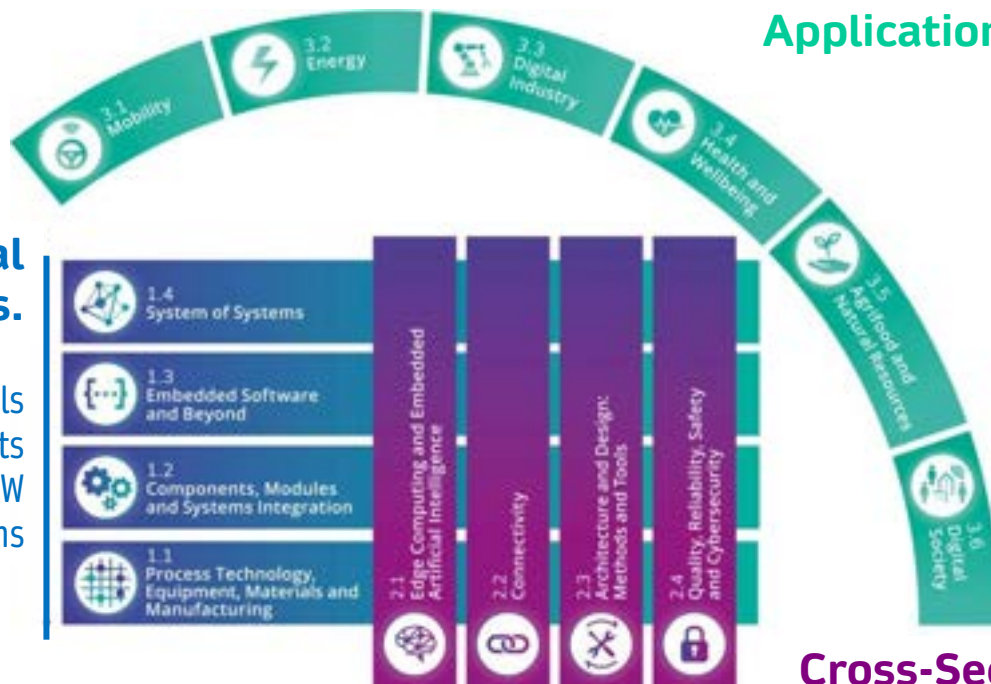 Application
3.1
Mobility
3.2
Energy
3.3
Digital
Industry
3.4
Health and
Wellbeing
3.5
Agrifood and
Natural Resources
3.6
Digital
Society
al
s.
ls
ts
W
ns
1.4
System of Systems
1.3
Embedded Software
and Beyond
1.2
Components, Modules
and Systems Integration
1.1
Process Technology,
Equipment, Materials and
Manufacturing
2.1
Edge Computing and Embedded
Artificial Intelligence
2.2
Connectivity
2.3
Architecture and Design:
Methods and Tools
2.4
Quality, Reliability, Safety
and Cybersecurity
Cross-Sec